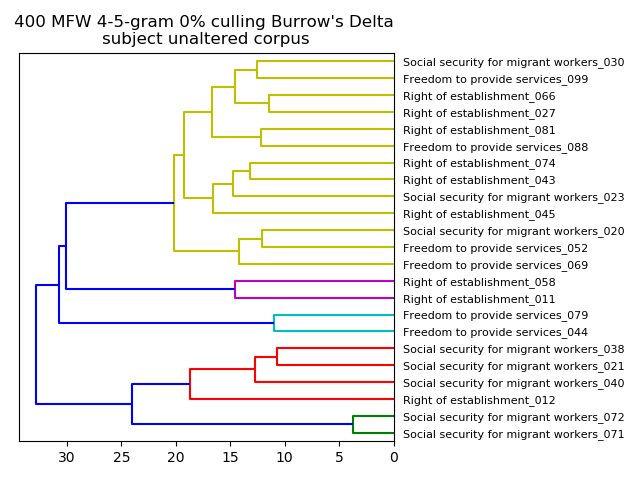 400 MFW 4-5-gram 0% culling Burrow's Delta
subject unaltered corpus
Social security for migrant workers_030
Freedom to provide services_099
Right of establishment_066
Right of establishment_027
Right of establishment_081
Freedom to provide services_088
Right of establishment_074
Right of establishment_043
Social security for migrant workers_023
Right of establishment_045
Social security for migrant workers_020
Freedom to provide services_052
Freedom to provide services_069
Right of establishment_058
Right of establishment_011
Freedom to provide services_079
Freedom to provide services_044
Social security for migrant workers_038
Social security for migrant workers_021
Social security for migrant workers_040
Right of establishment_012
Social security for migrant workers_072
Social security for migrant workers_071
30 25 20 15 10 5 0